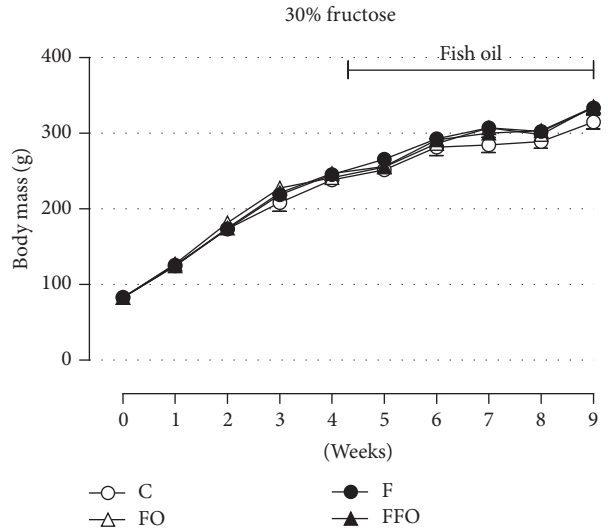 30% fructose
Fish oil
400
300
200
100
0
Body mass (g)
0 1 2 3 4 5 6 7 8 9
(Weeks)
C F
FO FFO